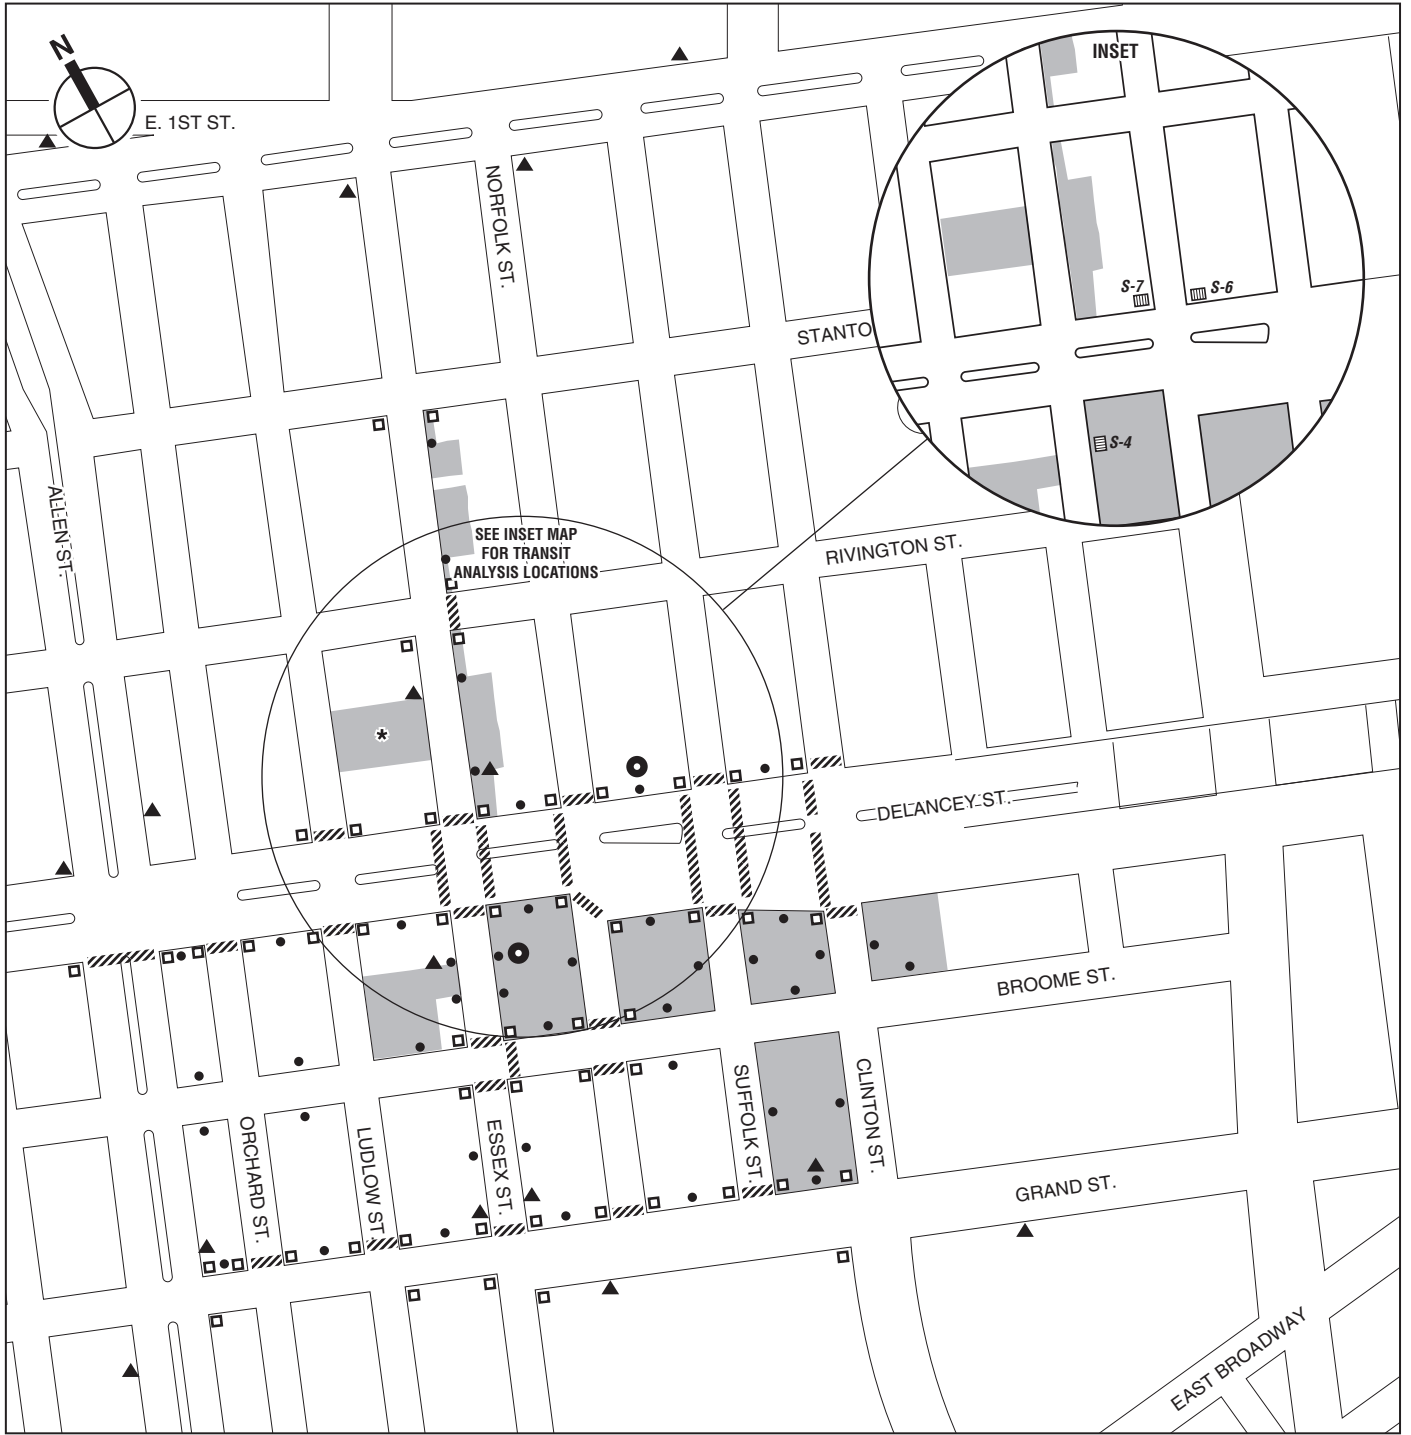 N
E. 1ST ST.
INSET
NORFOLK ST.
S-7
S-6
STANTO
S-4
ALLEN ST.
SEE INSET MAP
FOR TRANSIT
ANALYSIS LOCATIONS
RIVINGTON ST.
*
DELANCEY ST.
BROOME ST.
ORCHARD ST.
LUDLOW ST.
ESSEX ST.
SUFFOLK ST.
CLINTON ST.
GRAND ST.
EAST BROADWAY